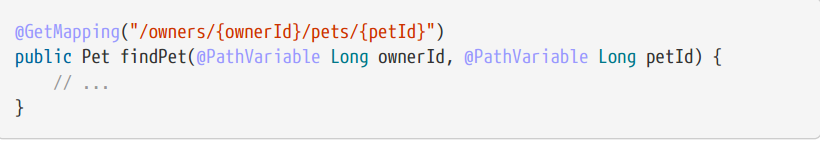 @GetMapping("/owners/{ownerId}/pets/{petId}")
public Pet findPet(@PathVariable Long ownerId, @PathVariable Long petId) {
    // ...
}